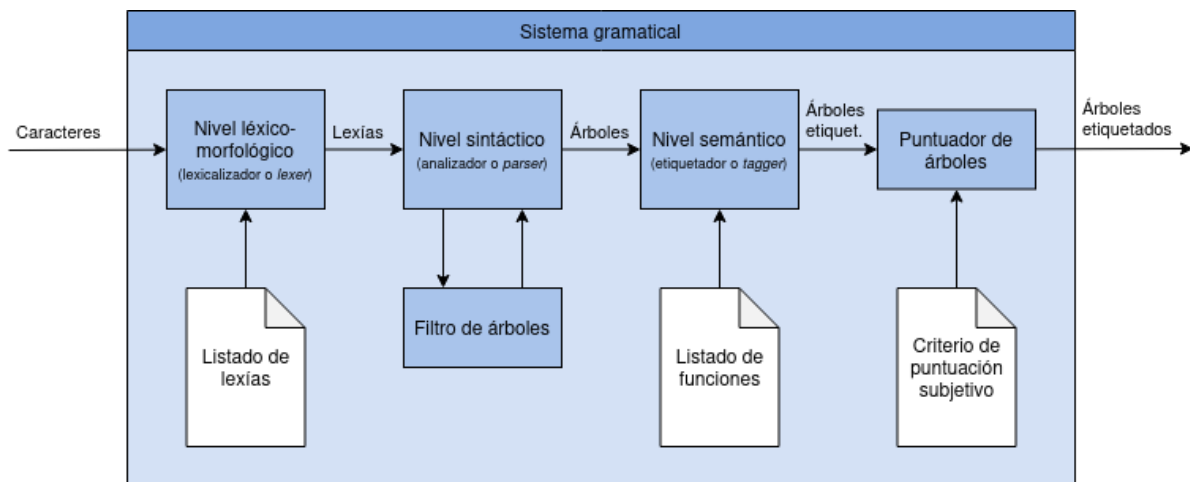 Sistema gramatical
Caracteres
Nivel léxico-
morfológico
(lexicalizador o lexer)
Lexías
Nivel sintáctico
(analizador o parser)
Árboles
Nivel semántico
(etiquetador o tagger)
Árboles
etiquet.
Puntuador de
árboles
Árboles
etiquetados
Listado de
lexías
Filtro de árboles
Listado de
funciones
Criterio de
puntuación
subjetivo